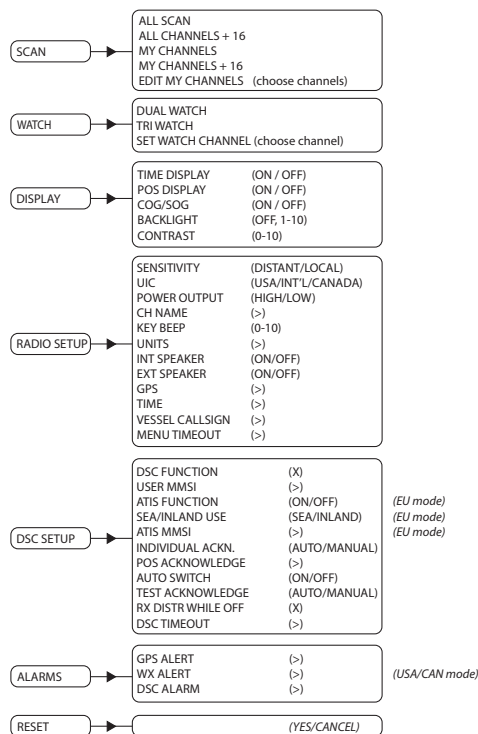 SCAN
ALL SCAN
ALL CHANNELS + 16
MY CHANNELS
MY CHANNELS + 16
EDIT MY CHANNELS (choose channels)
WATCH
DUAL WATCH
TRI WATCH
SET WATCH CHANNEL (choose channel)
DISPLAY
TIME DISPLAY (ON / OFF)
POS DISPLAY (ON / OFF)
COG/SOG (ON / OFF)
BACKLIGHT (OFF, 1-10)
CONTRAST (0-10)
RADIO SETUP
SENSITIVITY (DISTANT/LOCAL)
UIC (USA/INT'L/CANADA)
POWER OUTPUT (HIGH/LOW)
CH NAME (>)
KEY BEEP (0-10)
UNITS (>)
INT SPEAKER (ON/OFF)
EXT SPEAKER (ON/OFF)
GPS (>)
TIME (>)
VESSEL CALLSIGN (>)
MENU TIMEOUT (>)
DSC SETUP
DSC FUNCTION (X)
USER MMSI (>)
ATIS FUNCTION (ON/OFF) (EU mode)
SEA/INLAND USE (SEA/INLAND) (EU mode)
ATIS MMSI (>) (EU mode)
INDIVIDUAL ACKN. (AUTO/MANUAL)
POS ACKNOWLEDGE (>)
AUTO SWITCH (ON/OFF)
TEST ACKNOWLEDGE (AUTO/MANUAL)
RX DISTR WHILE OFF (X)
DSC TIMEOUT (>)
ALARMS
GPS ALERT (>)
WX ALERT (>) (USA/CAN mode)
DSC ALARM (>)
RESET
(YES/CANCEL)